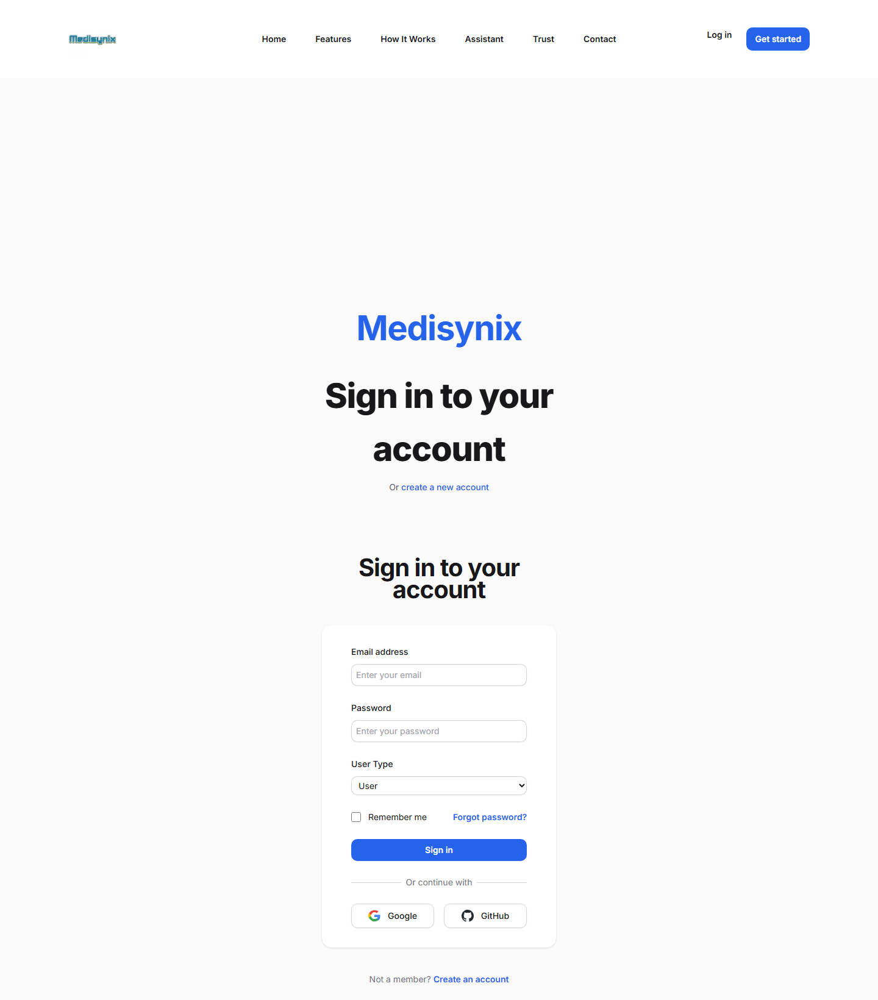 Medisynix
Home Features How It Works Assistant Trust Contact Log in Get started
Medisynix
Sign in to your
account
Or create a new account
Sign in to your
account
Email address
Enter your email
Password
Enter your password
User Type
User
Remember me Forgot password?
Sign in
Or continue with
Google GitHub
Not a member? Create an account